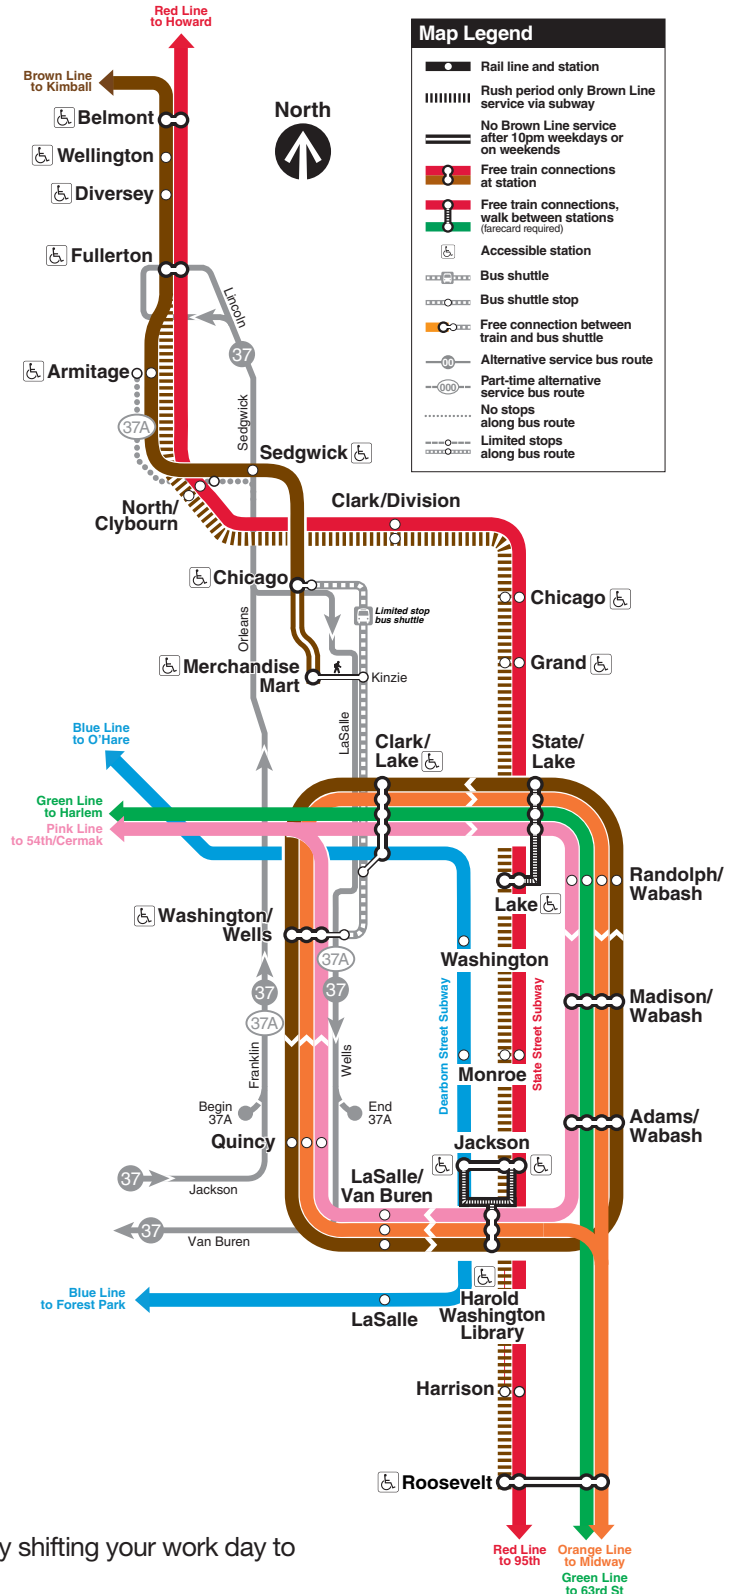 Red Line
to Howard
Brown Line
to Kimball
Belmont
Wellington
Diversey
Fullerton
North
Map Legend
Rail line and station
Rush period only Brown Line
service via subway
No Brown Line service
after 10pm weekdays or
on weekends
Free train connections
at station
Free train connections,
walk between stations
(farecard required)
Accessible station
Bus shuttle
Bus shuttle stop
Free connection between
train and bus shuttle
00
Alternative service bus route
000
Part-time alternative
service bus route
No stops
along bus route
Limited stops
along bus route
Lincoln
37
Armitage
37A
Sedgwick
Sedgwick
North/
Clybourn
Clark/Division
Chicago
Limited stop
bus shuttle
Chicago
Orleans
Merchandise
Mart
Kinzie
Grand
LaSalle
Blue Line
to O'Hare
Clark/
Lake
State/
Lake
Green Line
to Harlem
Pink Line
to 54th/Cermak
Randolph/
Wabash
Lake
Washington/
Wells
Washington
37A
37
37
37A
Madison/
Wabash
Dearborn Street Subway
State Street Subway
Franklin
Wells
Monroe
Begin
37A
End
37A
Adams/
Wabash
Quincy
Jackson
37
Jackson
LaSalle/
Van Buren
37
Van Buren
Blue Line
to Forest Park
LaSalle
Harold
Washington
Library
Harrison
Roosevelt
y shifting your work day to
Red Line
to 95th
Orange Line
to Midway
Green Line
to 63rd St